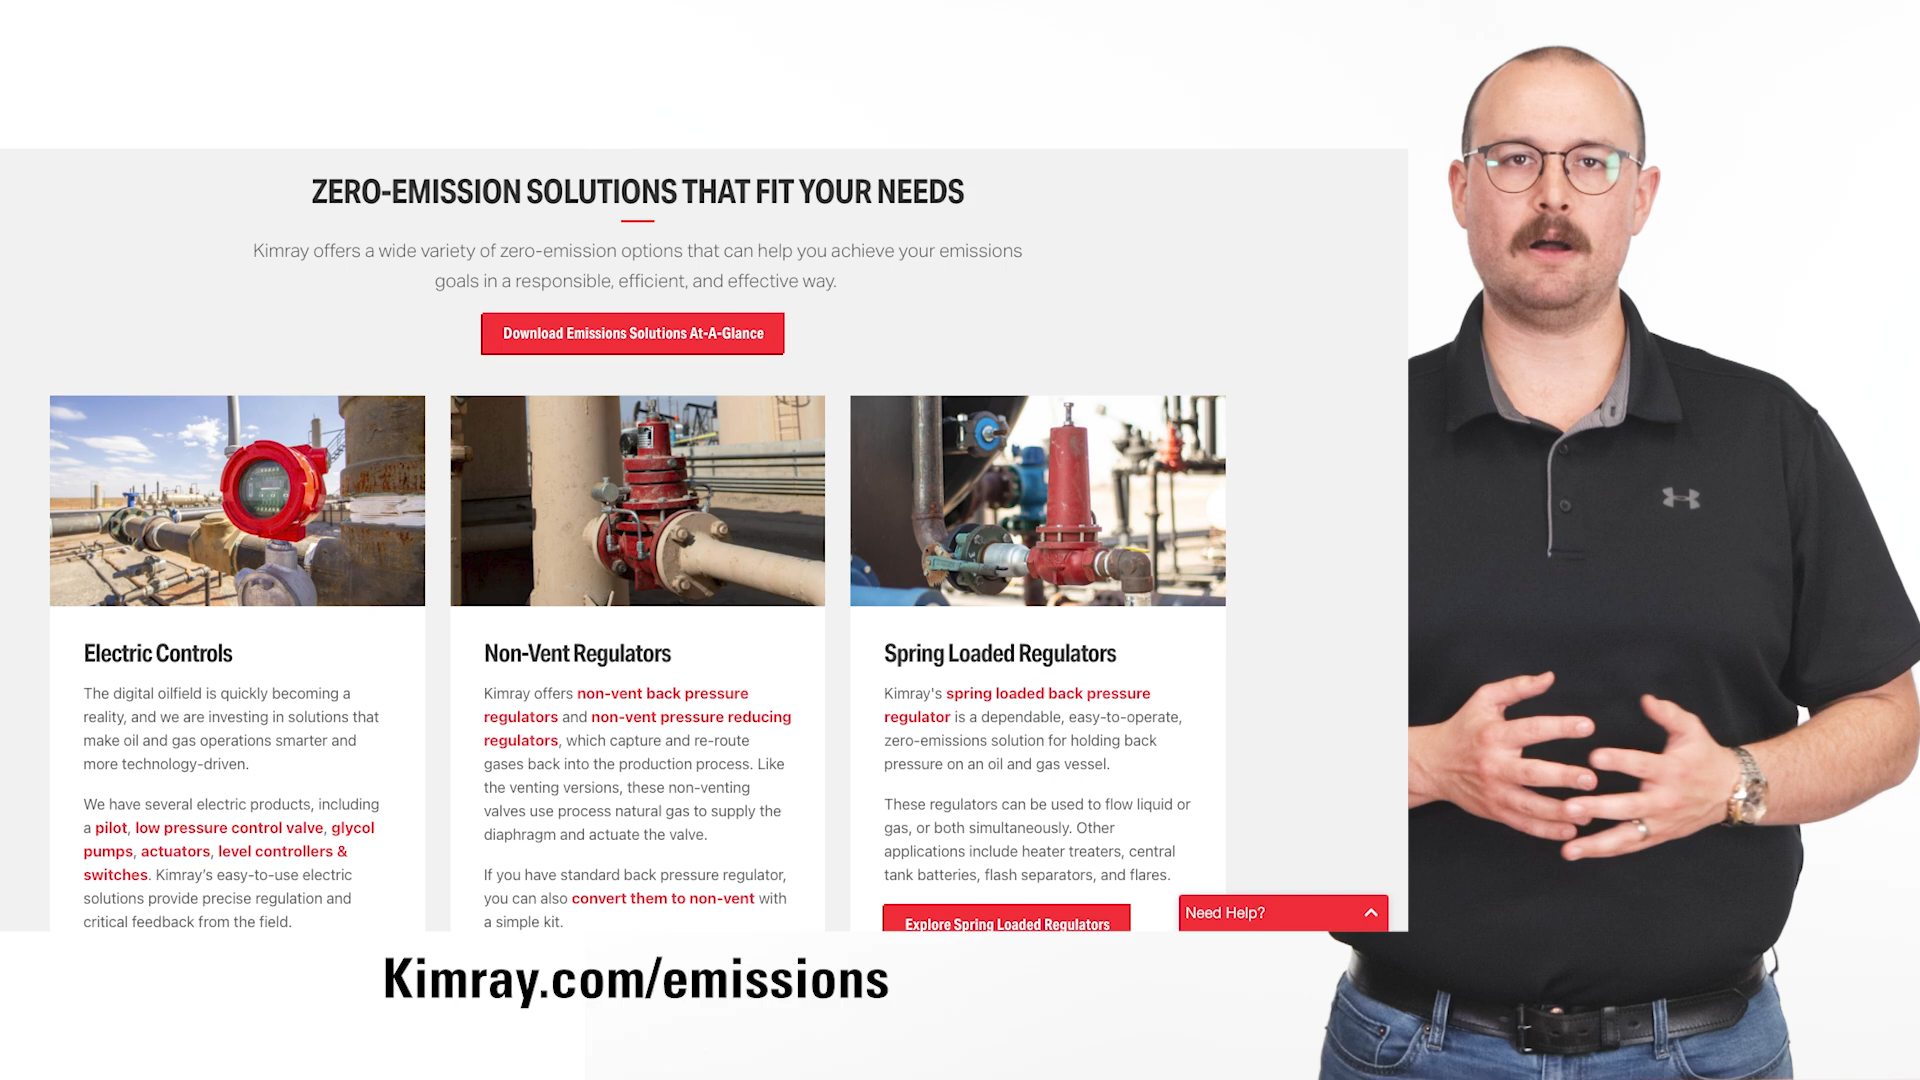 ZERO-EMISSION SOLUTIONS THAT FIT YOUR NEEDS
Kimray offers a wide variety of zero-emission options that can help you achieve your emissions
goals in a responsible, efficient, and effective way.
Download Emissions Solutions At-A-Glance
Electric Controls
The digital oilfield is quickly becoming a
reality, and we are investing in solutions that
make oil and gas operations smarter and
more technology-driven.
We have several electric products, including
a pilot, low pressure control valve, glycol
pumps, actuators, level controllers &
switches. Kimray’s easy-to-use electric
solutions provide precise regulation and
critical feedback from the field.
Non-Vent Regulators
Kimray offers non-vent back pressure
regulators and non-vent pressure reducing
regulators, which capture and re-route
gases back into the production process. Like
the venting versions, these non-venting
valves use process natural gas to supply the
diaphragm and actuate the valve.
If you have standard back pressure regulator,
you can also convert them to non-vent with
a simple kit.
Spring Loaded Regulators
Kimray's spring loaded back pressure
regulator is a dependable, easy-to-operate,
zero-emissions solution for holding back
pressure on an oil and gas vessel.
These regulators can be used to flow liquid or
gas, or both simultaneously. Other
applications include heater treaters, central
tank batteries, flash separators, and flares.
Explore Spring Loaded Regulators
Need Help?
Kimray.com/emissions